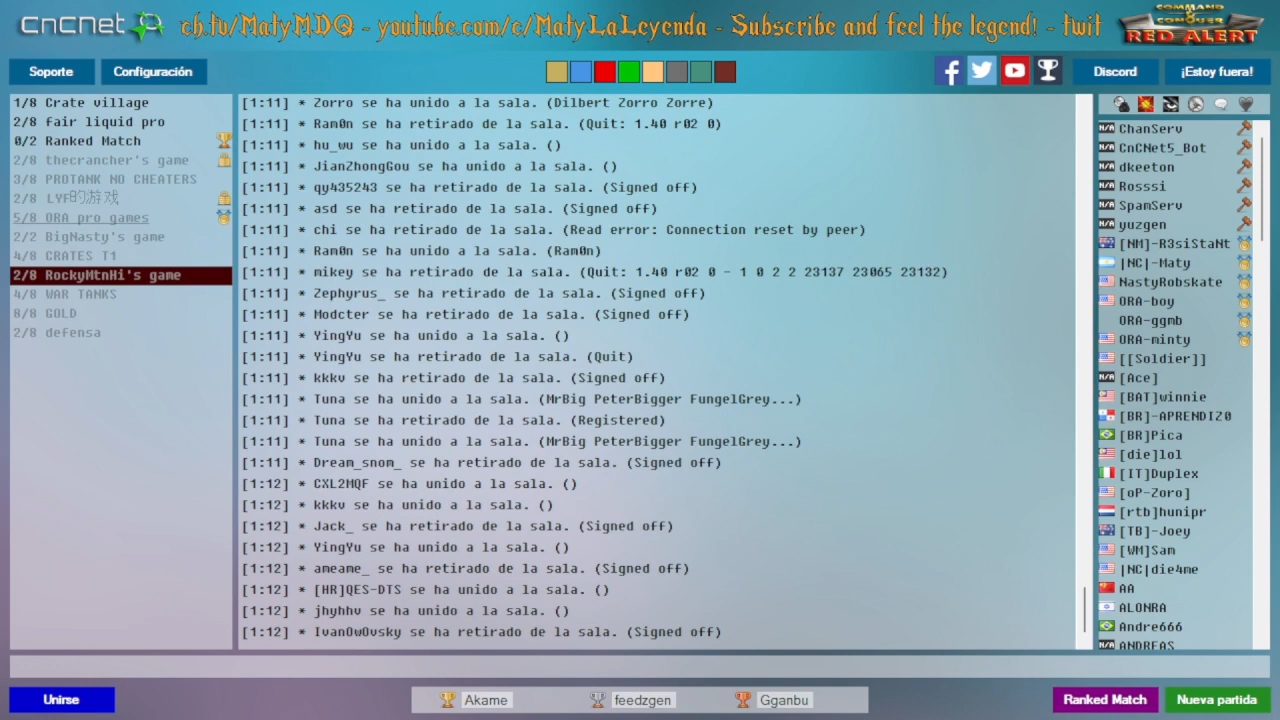 CnCNet
ch.tv/MatyMDQ - youtube.com/c/MatyLaLeyenda - Subscribe and feel the legend! - twit
COMMAND & CONQUER
RED ALERT
Soporte
Configuración
Discord
¡Estoy fuera!
1/8 Crate village
2/8 fair liquid pro
0/2 Ranked Match
2/8 thecrancher's game
3/8 PROTANK NO CHEATERS
2/8 LYF的游戏
5/8 ORA pro games
2/2 BigNasty's game
4/8 CRATES T1
2/8 RockyMtnHi's game
4/8 WAR TANKS
8/8 GOLD
2/8 defensa
[1:11] * Zorro se ha unido a la sala. (Dilbert Zorro Zorre)
[1:11] * Ram0n se ha retirado de la sala. (Quit: 1.40 r02 0)
[1:11] * hu_wu se ha unido a la sala. ()
[1:11] * JianZhongGou se ha unido a la sala. ()
[1:11] * qy435243 se ha retirado de la sala. (Signed off)
[1:11] * asd se ha retirado de la sala. (Signed off)
[1:11] * chi se ha retirado de la sala. (Read error: Connection reset by peer)
[1:11] * Ram0n se ha unido a la sala. (Ram0n)
[1:11] * mikey se ha retirado de la sala. (Quit: 1.40 r02 0 - 1 0 2 2 23137 23065 23132)
[1:11] * Zephyrus_ se ha retirado de la sala. (Signed off)
[1:11] * Modcter se ha retirado de la sala. (Signed off)
[1:11] * YingYu se ha unido a la sala. ()
[1:11] * YingYu se ha retirado de la sala. (Quit)
[1:11] * kkkv se ha retirado de la sala. (Signed off)
[1:11] * Tuna se ha unido a la sala. (MrBig PeterBigger FungelGrey...)
[1:11] * Tuna se ha retirado de la sala. (Registered)
[1:11] * Tuna se ha unido a la sala. (MrBig PeterBigger FungelGrey...)
[1:11] * Dream_snom_ se ha retirado de la sala. (Signed off)
[1:12] * CXL2MQF se ha unido a la sala. ()
[1:12] * kkkv se ha unido a la sala. ()
[1:12] * Jack_ se ha retirado de la sala. (Signed off)
[1:12] * YingYu se ha unido a la sala. ()
[1:12] * ameame_ se ha retirado de la sala. (Signed off)
[1:12] * [HR]QES-DTS se ha unido a la sala. ()
[1:12] * jhyhhv se ha unido a la sala. ()
[1:12] * IvanOwOvsky se ha retirado de la sala. (Signed off)
N/A ChanServ
N/A CnCNet5_Bot
N/A dkeeton
N/A Rosssi
N/A SpamServ
N/A yuzgen
[NM]-R3siStaNt
|NC|-Maty
NastyRobskate
ORA-boy
ORA-ggmb
ORA-minty
[[Soldier]]
N/A [Ace]
[BAT]winnie
[BR]-APRENDIZ0
[BR]Pica
[die]lol
[IT]Duplex
[oP-Zoro]
[rtb]hunipr
[TB]-Joey
[WM]Sam
|NC|die4me
AA
ALONRA
Andre666
N/A ANDREAS
Unirse
Akame
feedzgen
Gganbu
Ranked Match
Nueva partida